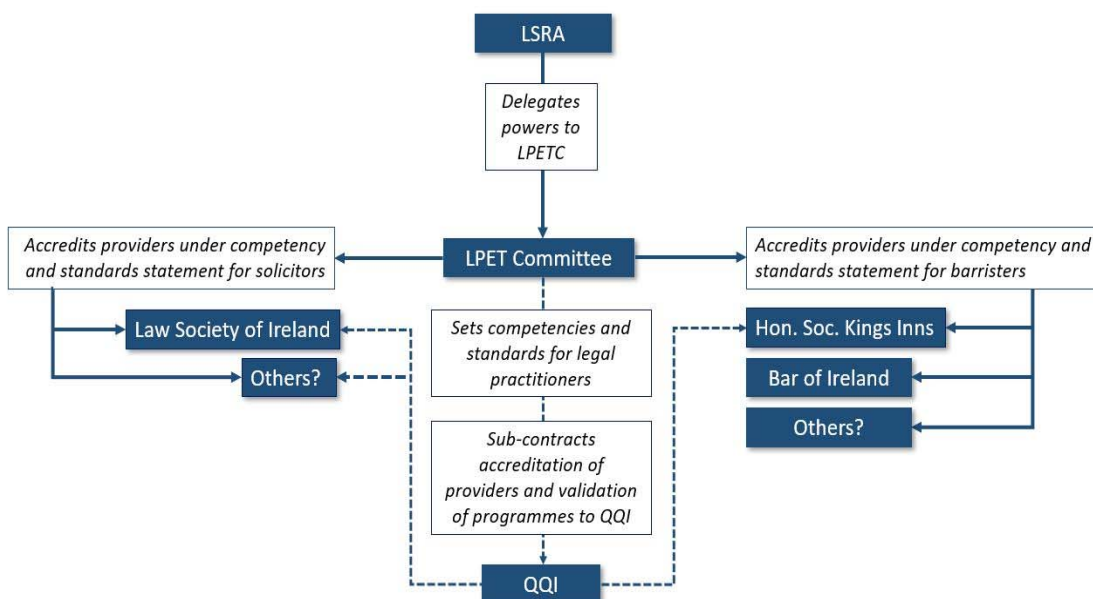 LSRA
Delegates
powers to
LPETC
Accredits providers under competency
and standards statement for solicitors
LPET Committee
Accredits providers under competency and
standards statement for barristers
Law Society of Ireland
Others?
Sets competencies and
standards for legal
practitioners
Hon. Soc. Kings Inns
Bar of Ireland
Others?
Sub-contracts
accreditation of
providers and validation
of programmes to QQI
QQI